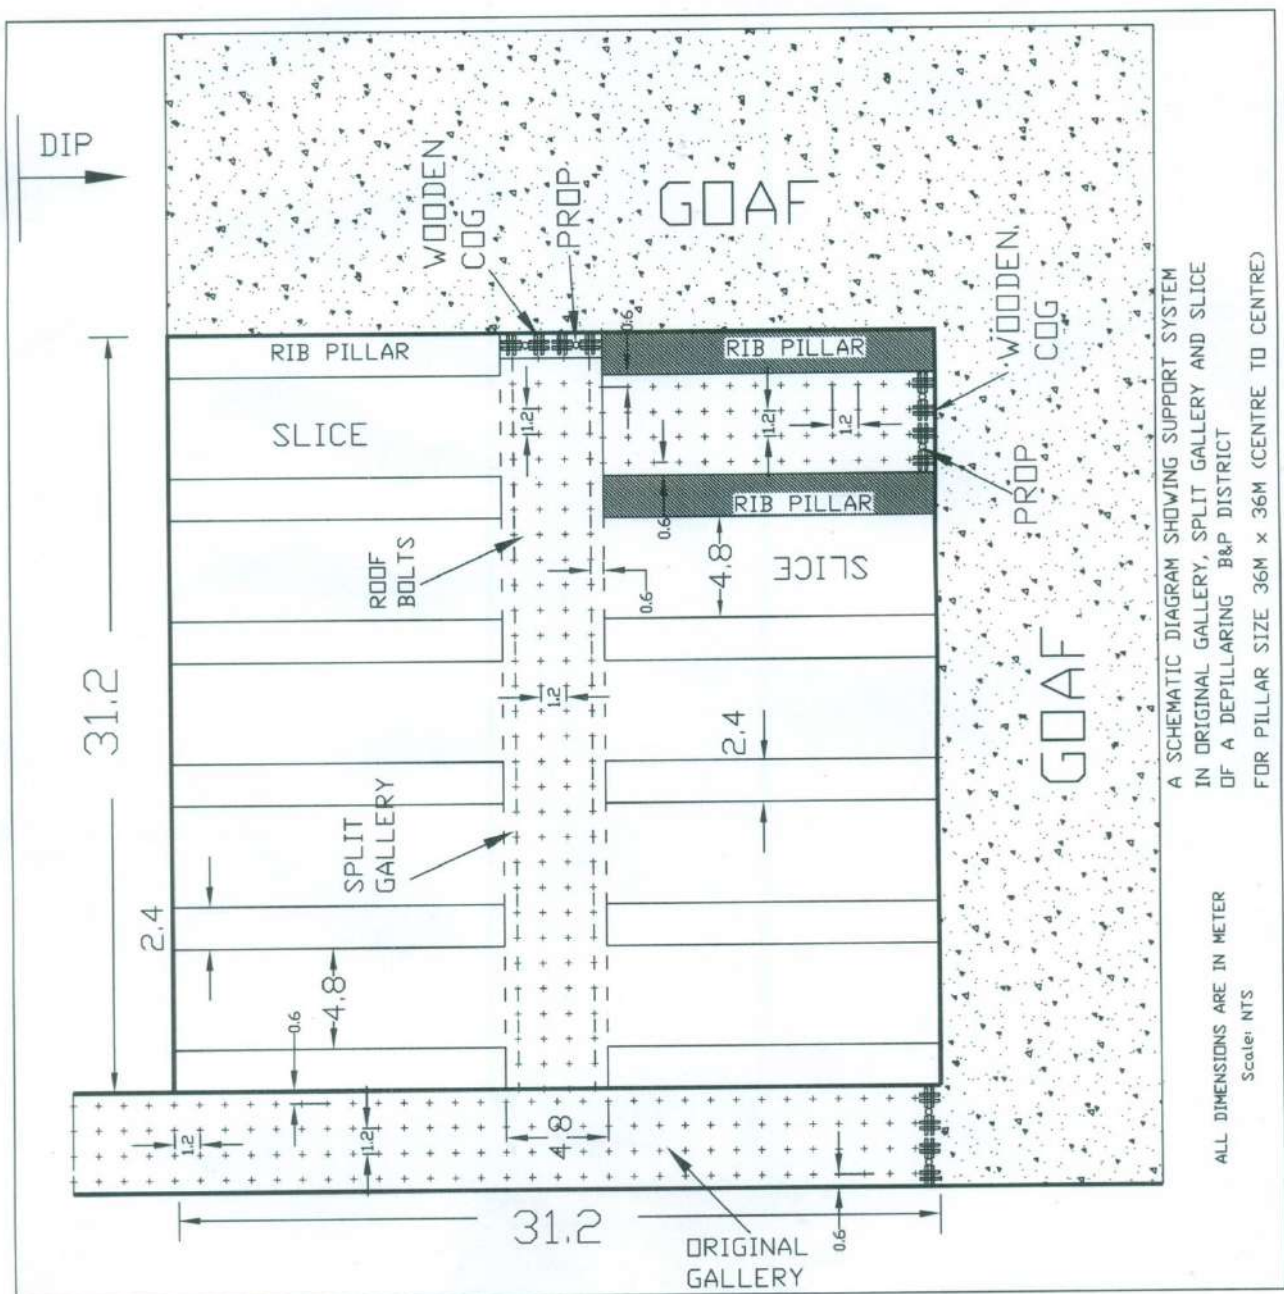 DIP
WOODEN
COG
PROP
GOAF
0.6
31.2
RIB PILLAR
RIB PILLAR
WOODEN
COG
SLICE
1.2
1.2
1.2
PROP
RIB PILLAR
0.6
ROOF
BOLTS
4.8
SLICE
0.6
1.2
2.4
GOAF
SPLIT
GALLERY
2.4
4.8
0.6
1.2
1.2
4.8
31.2
ORIGINAL
GALLERY
0.6
A SCHEMATIC DIAGRAM SHOWING SUPPORT SYSTEM
IN ORIGINAL GALLERY, SPLIT GALLERY AND SLICE
OF A DEPILLARING B&P DISTRICT
FOR PILLAR SIZE 36M x 36M (CENTRE TO CENTRE)
ALL DIMENSIONS ARE IN METER
Scale: NTS